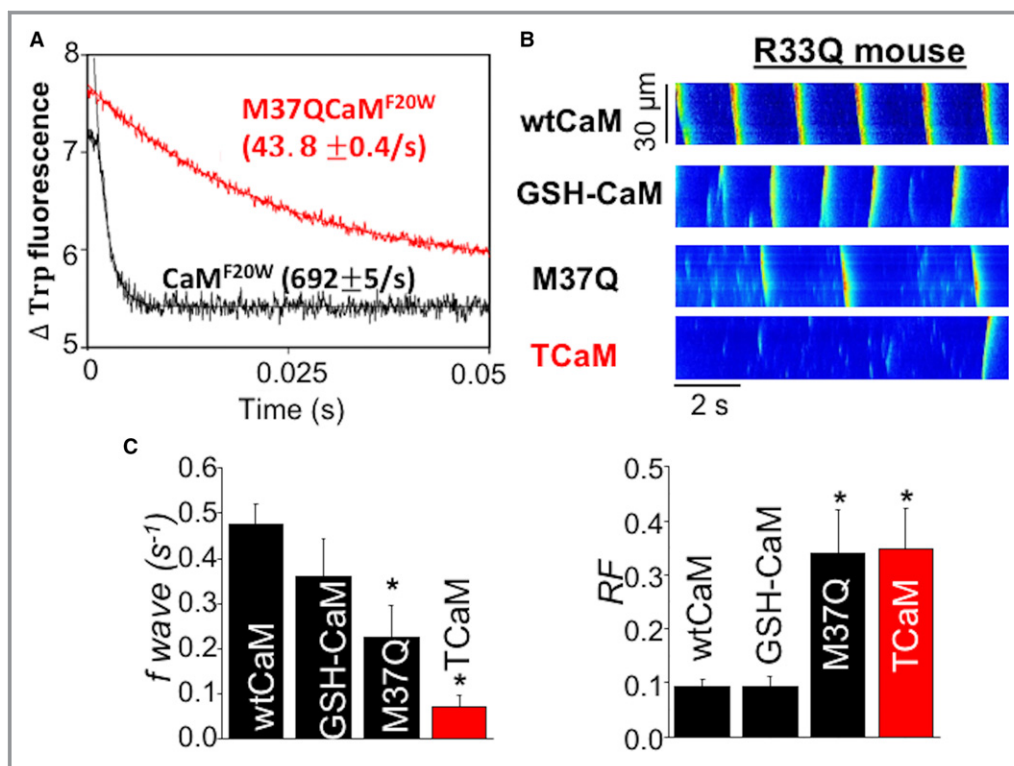 A
8
7
6
5
Δ Trp fluorescence
M37QCaM^F20W
(43. 8 ±0.4/s)
CaM^F20W (692±5/s)
0
0.025
0.05
Time (s)
B
R33Q mouse
30 µm
wtCaM
GSH-CaM
M37Q
TCaM
2 s
C
f wave (s^-1)
0.6
0.5
0.4
0.3
0.2
0.1
0.0
wtCaM
GSH-CaM
M37Q
*
TCaM
*
RF
0.5
0.4
0.3
0.2
0.1
0.0
wtCaM
GSH-CaM
M37Q
*
TCaM
*